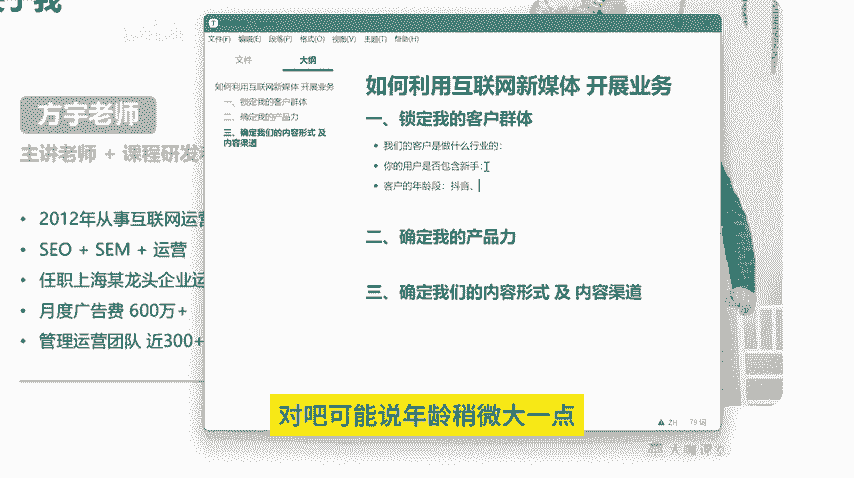 于我
方宇老师
主讲老师 + 课程研发
2012年从事互联网运营
SEO + SEM + 运营
任职上海某龙头企业运
月度广告费 600万+
管理运营团队 近300+
T
文件(F) 编辑(E) 段落(P) 格式(O) 视图(V) 主题(T) 帮助(H)
文件 大纲
如何利用互联网新媒体 开展业务
一、锁定我的客户群体
二、确定我的产品力
三、确定我们的内容形式 及
内容渠道
如何利用互联网新媒体 开展业务
一、锁定我的客户群体
• 我们的客户是做什么行业的:
• 你的用户是否包含新手:
• 客户的年龄段: 抖音、
二、确定我的产品力
三、确定我们的内容形式 及 内容渠道
ZH 79 词
对吧可能说年龄稍微大一点